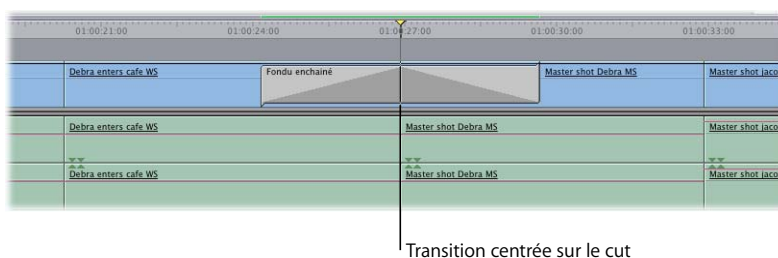 01:00:21:00 01:00:24:00 01:00:27:00 01:00:30:00 01:00:33:00
Debra enters cafe WS Fondu enchaîné Master shot Debra MS Master shot jaco
Debra enters cafe WS Master shot Debra MS Master shot jaco
Debra enters cafe WS Master shot Debra MS Master shot jaco
Transition centrée sur le cut